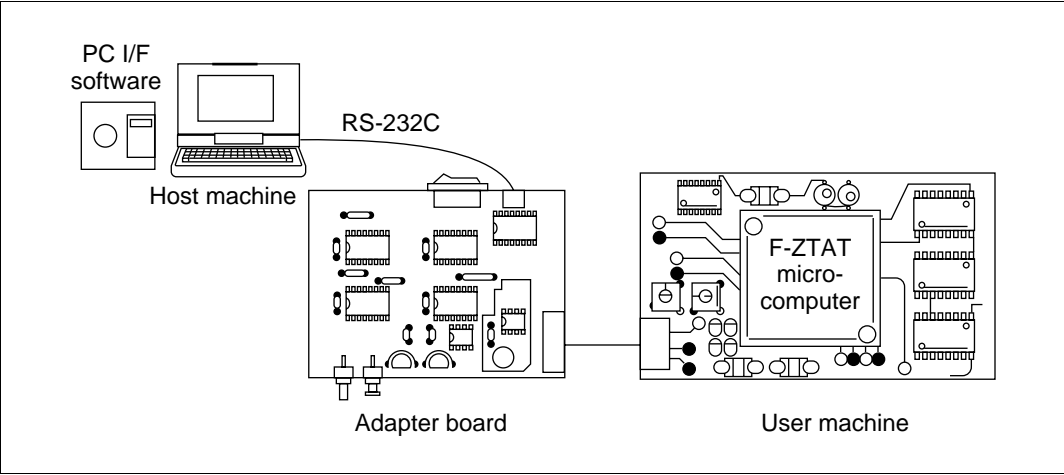 PC I/F
software
RS-232C
Host machine
F-ZTAT
micro-
computer
Adapter board
User machine